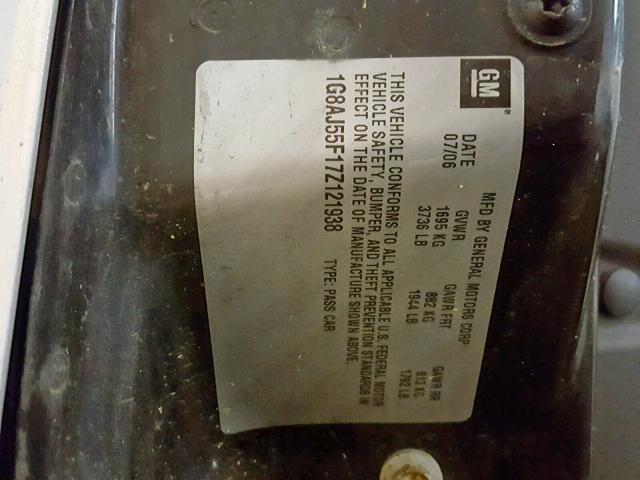 GM
MFD BY GENERAL MOTORS CORP
DATE GVWR GAWR FRT GAWR RR
07/06 1695 KG 882 KG 813 KG
3736 LB 1944 LB 1792 LB
THIS VEHICLE CONFORMS TO ALL APPLICABLE U.S. FEDERAL MOTOR
VEHICLE SAFETY, BUMPER, AND THEFT PREVENTION STANDARDS IN
EFFECT ON THE DATE OF MANUFACTURE SHOWN ABOVE.
1G8AJ55F17Z121938 TYPE: PASS CAR